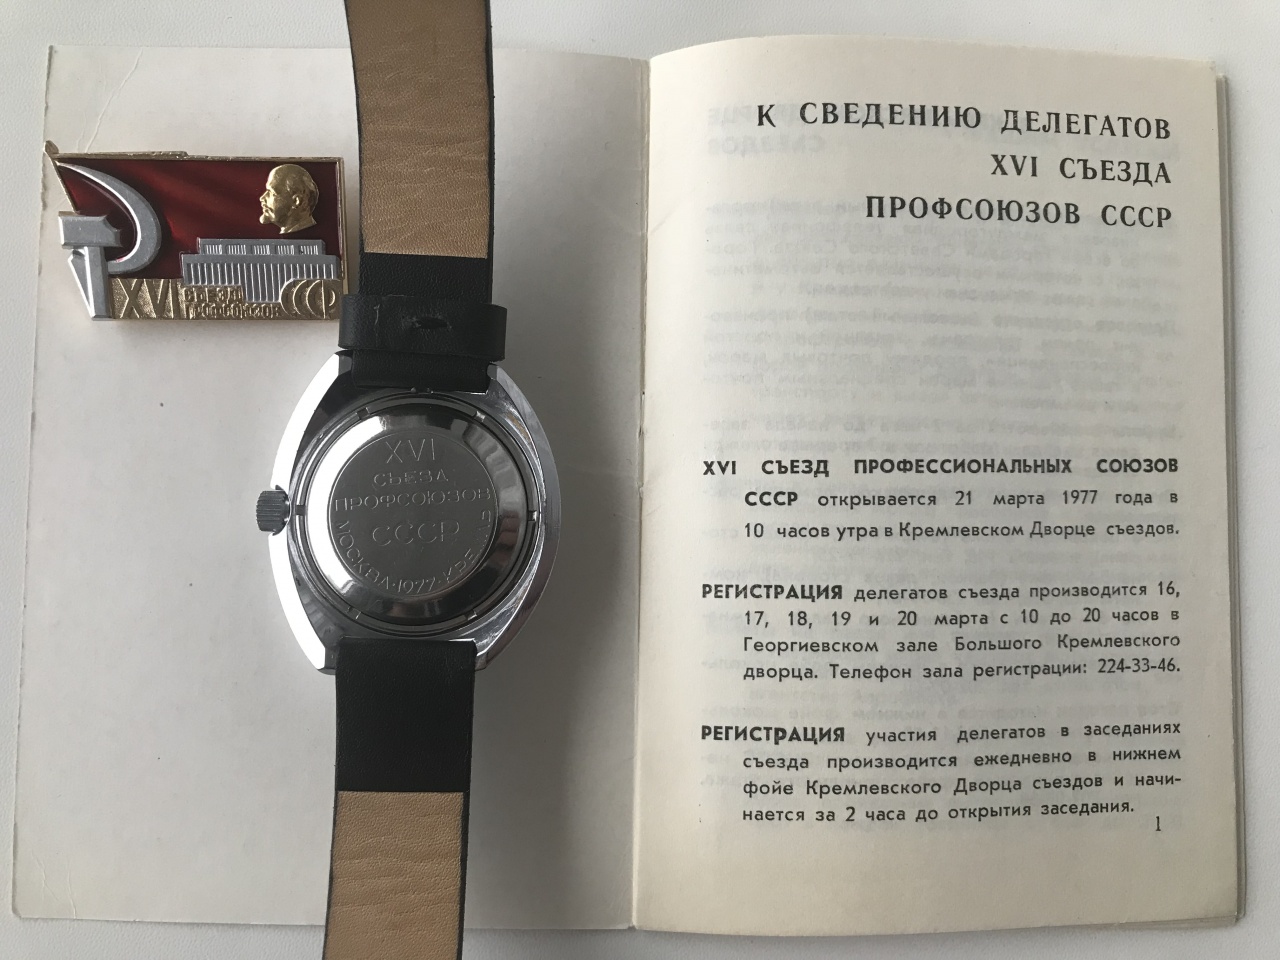 XVI
СЪЕЗД
ПРОФСОЮЗОВ
СССР
XVI
СЪЕЗД
ПРОФСОЮЗОВ
СССР
МОСКВА·1977·
К СВЕДЕНИЮ ДЕЛЕГАТОВ
XVI СЪЕЗДА
ПРОФСОЮЗОВ СССР
XVI СЪЕЗД ПРОФЕССИОНАЛЬНЫХ СОЮЗОВ
СССР открывается 21 марта 1977 года в
10 часов утра в Кремлевском Дворце съездов.
РЕГИСТРАЦИЯ делегатов съезда производится 16,
17, 18, 19 и 20 марта с 10 до 20 часов в
Георгиевском зале Большого Кремлевского
дворца. Телефон зала регистрации: 224-33-46.
РЕГИСТРАЦИЯ участия делегатов в заседаниях
съезда производится ежедневно в нижнем
фойе Кремлевского Дворца съездов и начи-
нается за 2 часа до открытия заседания.
1